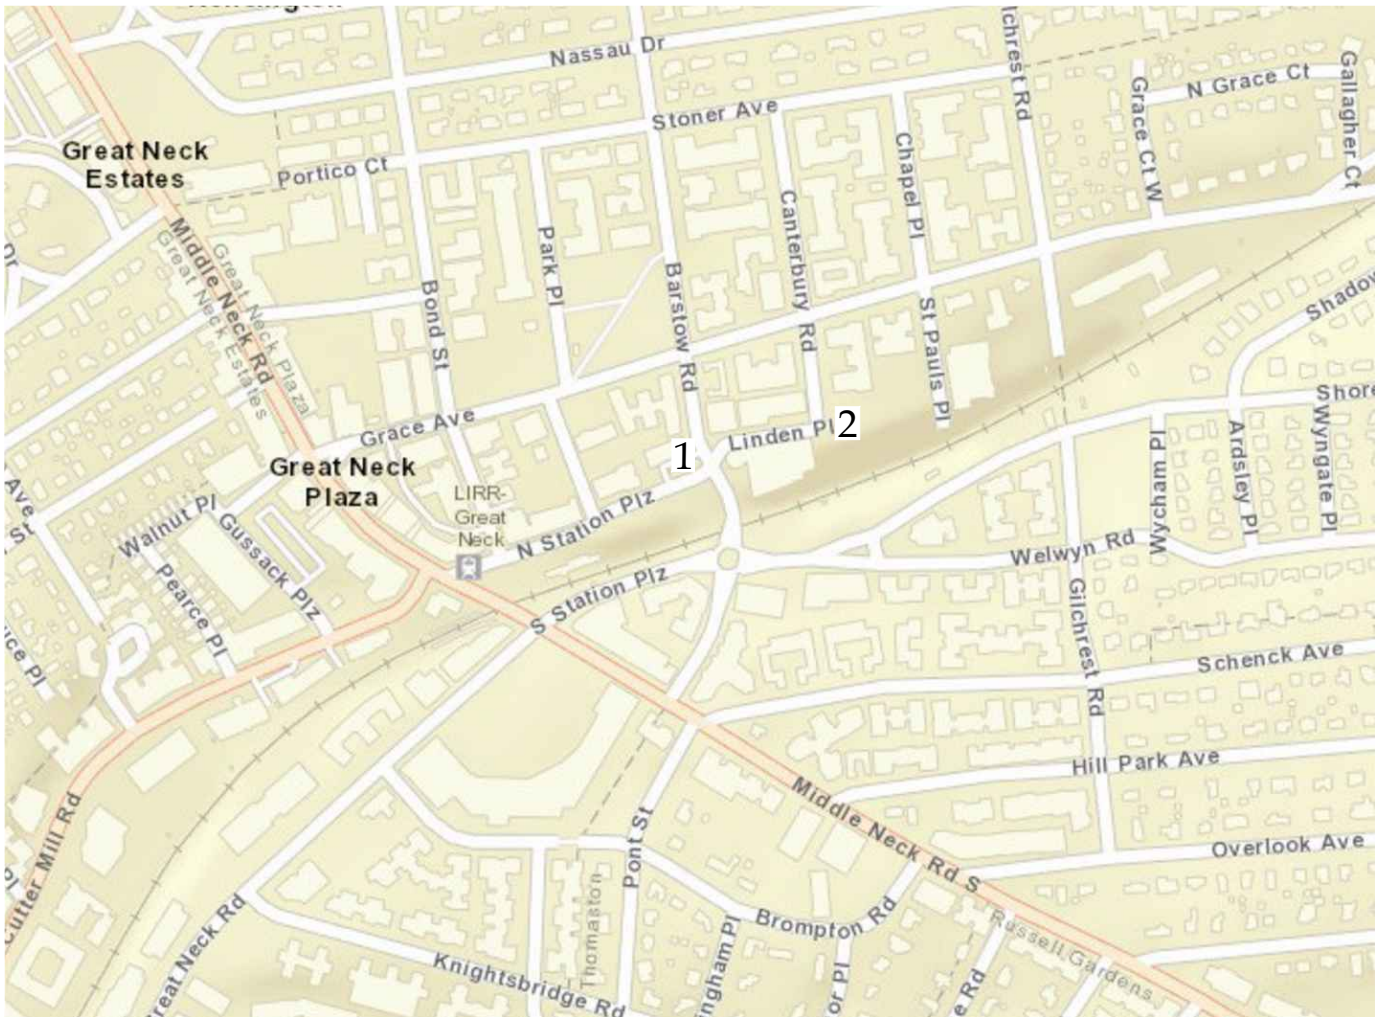 Nassau Dr
Stoner Ave
N Grace Ct
Gallagher Ct
Grace Ct W
Great Neck
Estates
Portico Ct
Chapel Pl
Canterbury Rd
Middle Neck Rd
Great Neck Plaza
Great Neck Estates
Park Pl
Barstow Rd
Bond St
St Pauls Pl
Grace Ave
Linden Pl
1
2
Ardsley Pl
Wyngate Pl
Wycham Pl
Great Neck
Plaza
LIRR-
Great
Neck
N Station Plz
Walnut Pl
Gussack Plz
Pearce Pl
S Station Plz
Welwyn Rd
Gilchrest Rd
Schenck Ave
Hill Park Ave
Middle Neck Rd S
Overlook Ave
Cutter Mill Rd
Pont St
Thomaston
Brompton Rd
Russell Gardens
Knightsbridge Rd
Great Neck Rd